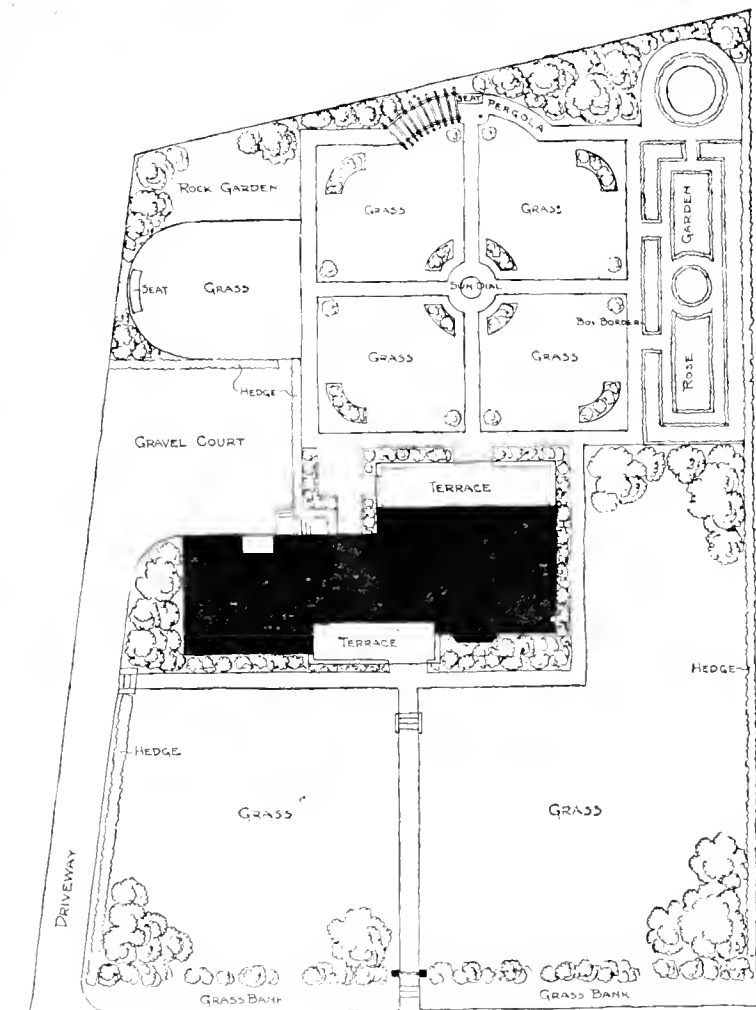 SEAT
PERGOLA
ROCK GARDEN
GRASS
GRASS
GARDEN
SEAT
GRASS
SUN DIAL
BOX BORDER
GRASS
GRASS
ROSE
HEDGE
GRAVEL COURT
TERRACE
TERRACE
HEDGE
HEDGE
GRASS
GRASS
DRIVEWAY
GRASS BANK
GRASS BANK